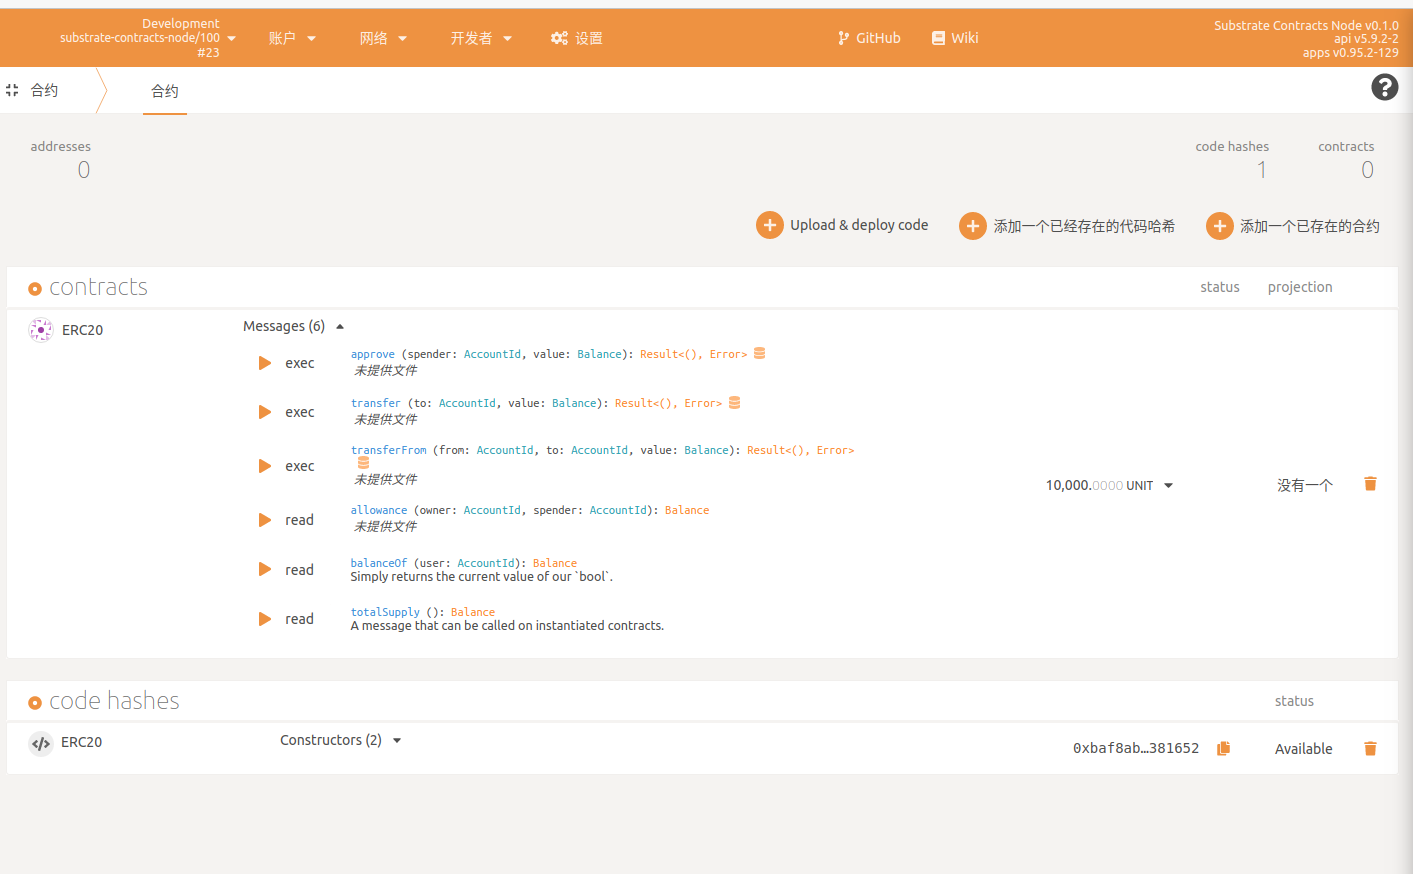 Development
substrate-contracts-node/100
#23
账户
网络
开发者
设置
GitHub
Wiki
Substrate Contracts Node v0.1.0
api v5.9.2-2
apps v0.95.2-129
合约
合约
addresses
0
code hashes
1
contracts
0
Upload & deploy code
添加一个已经存在的代码哈希
添加一个已存在的合约
contracts
status
projection
ERC20
Messages (6)
exec
approve (spender: AccountId, value: Balance): Result<(), Error>
未提供文件
exec
transfer (to: AccountId, value: Balance): Result<(), Error>
未提供文件
exec
transferFrom (from: AccountId, to: AccountId, value: Balance): Result<(), Error>
未提供文件
read
allowance (owner: AccountId, spender: AccountId): Balance
未提供文件
read
balanceOf (user: AccountId): Balance
Simply returns the current value of our `bool`.
read
totalSupply (): Balance
A message that can be called on instantiated contracts.
10,000.0000 UNIT
没有一个
code hashes
status
ERC20
Constructors (2)
0xbaf8ab…381652
Available